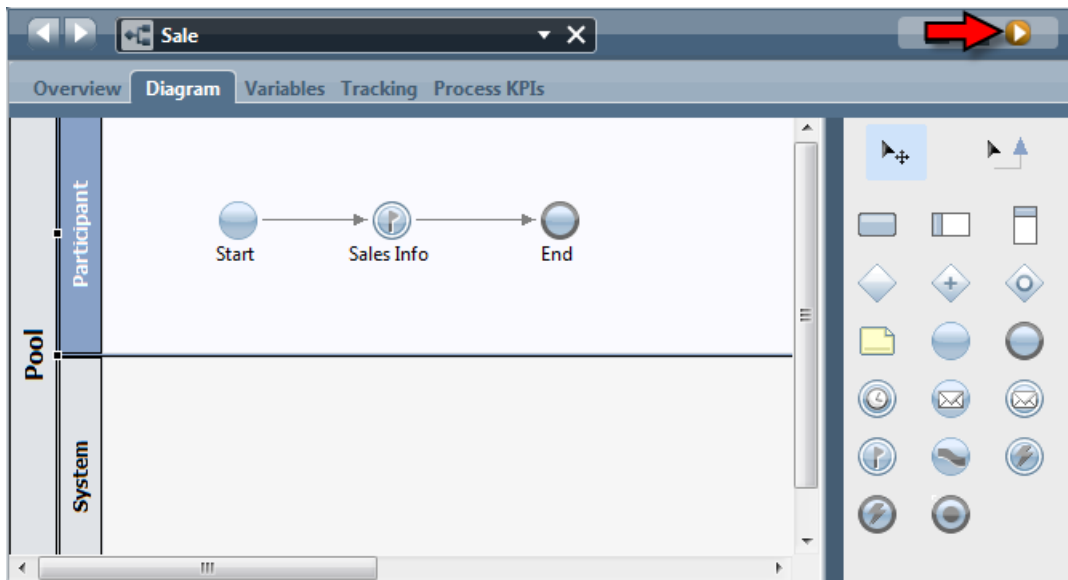 Sale
Overview Diagram Variables Tracking Process KPIs
Pool
Participant
Start Sales Info End
System